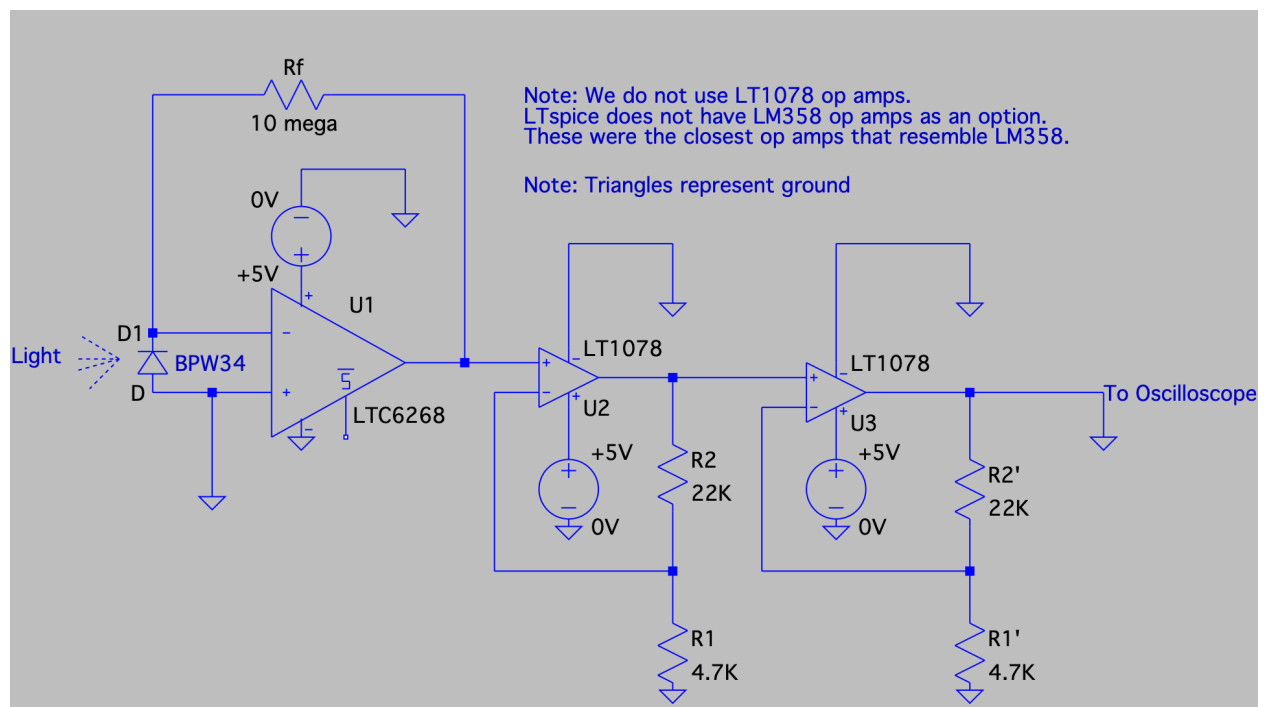 Rf
10 mega
Note: We do not use LT1078 op amps.
LTspice does not have LM358 op amps as an option.
These were the closest op amps that resemble LM358.
Note: Triangles represent ground
0V
+5V
U1
D1
Light
BPW34
D
LTC6268
LT1078
U2
+5V
0V
R2
22K
R1
4.7K
LT1078
U3
+5V
0V
To Oscilloscope
R2'
22K
R1'
4.7K